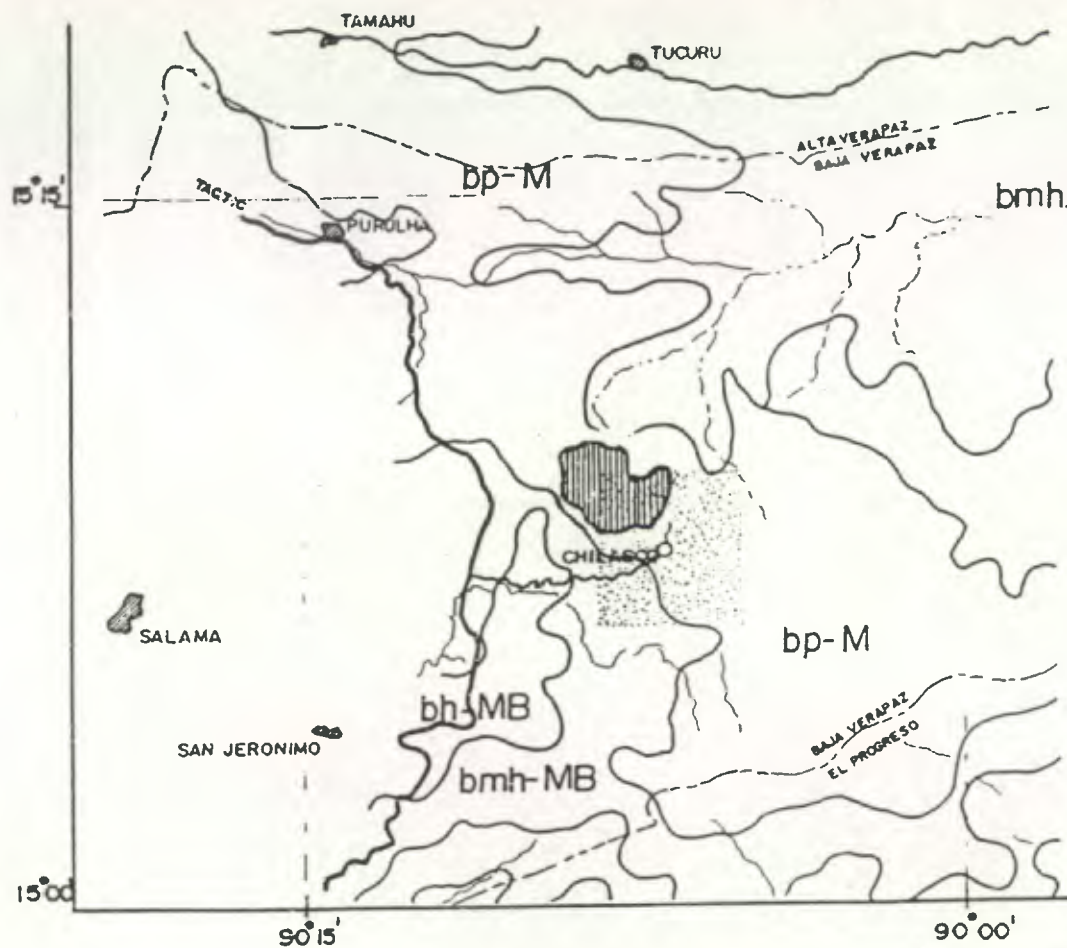 TAMAHU
TUCURU
ALTA VERAPAZ
BAJA VERAPAZ
bp-M
15°15'
TACTIC
bmh
PURULHA
CHILASCO
SALAMA
bp-M
bh-MB
SAN JERONIMO
BAJA VERAPAZ
EL PROGRESO
bmh-MB
15°00'
90°15'
90°00'